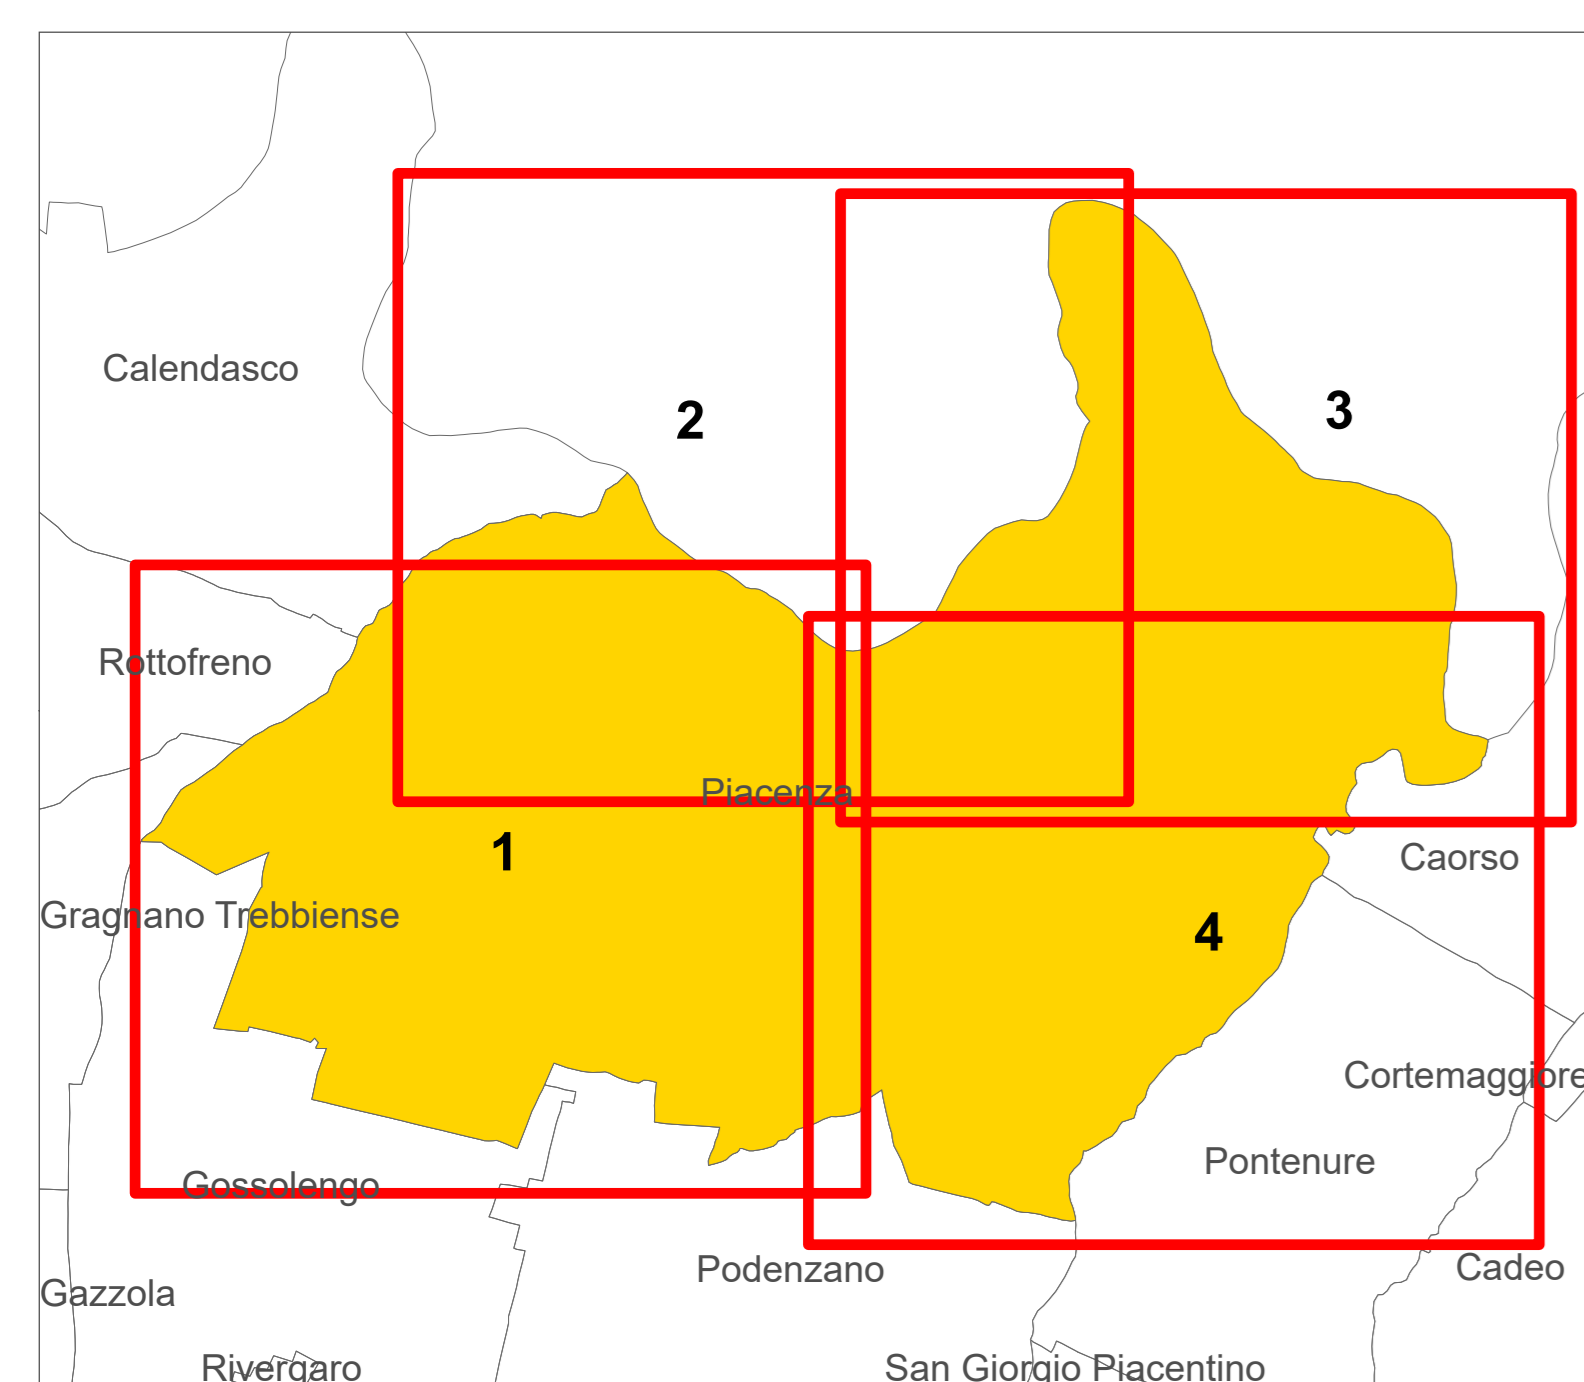 Calendasco
2
3
Rottofreno
Piacenza
1
Caorso
Gragnano Trebbiense
4
Cortemaggiore
Pontenure
Gossolengo
Podenzano
Cadeo
Gazzola
Rivergaro
San Giorgio Piacentino